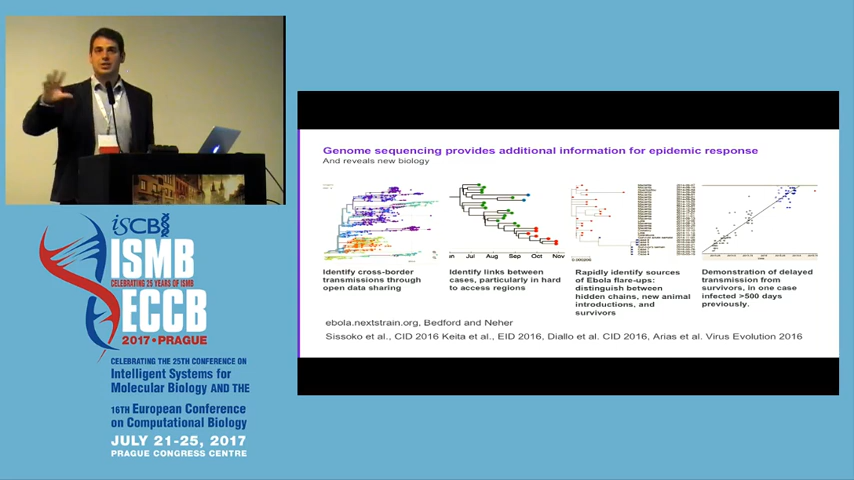 iSCB
ISMB
CELEBRATING 25 YEARS OF ISMB
ECCB
2017 • PRAGUE
CELEBRATING THE 25TH CONFERENCE ON
Intelligent Systems for
Molecular Biology AND THE
16TH European Conference
on Computational Biology
JULY 21-25, 2017
PRAGUE CONGRESS CENTRE
Genome sequencing provides additional information for epidemic response
And reveals new biology
Jul Aug Sep Oct Nov
Identify cross-border
transmissions through
open data sharing
Identify links between
cases, particularly in hard
to access regions
Rapidly identify sources
of Ebola flare-ups:
distinguish between
hidden chains, new animal
introductions, and
survivors
Demonstration of delayed
transmission from
survivors, in one case
infected >500 days
previously.
ebola.nextstrain.org, Bedford and Neher
Sissoko et al., CID 2016 Keita et al., EID 2016, Diallo et al. CID 2016, Arias et al. Virus Evolution 2016